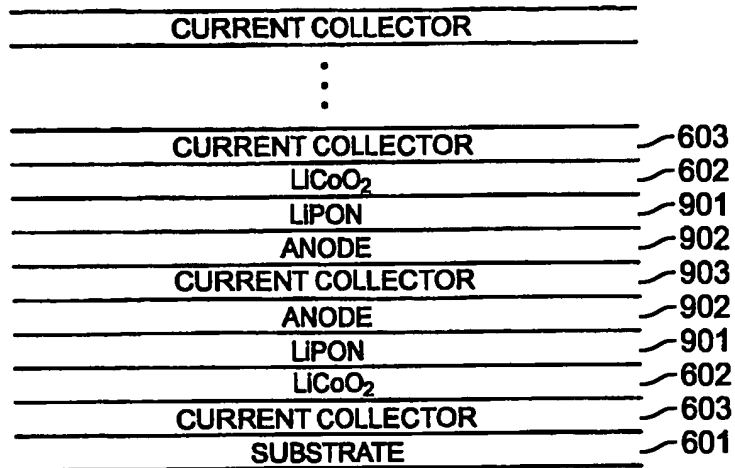 CURRENT COLLECTOR
CURRENT COLLECTOR 603
LiCoO2 602
LiPON 901
ANODE 902
CURRENT COLLECTOR 903
ANODE 902
LiPON 901
LiCoO2 602
CURRENT COLLECTOR 603
SUBSTRATE 601